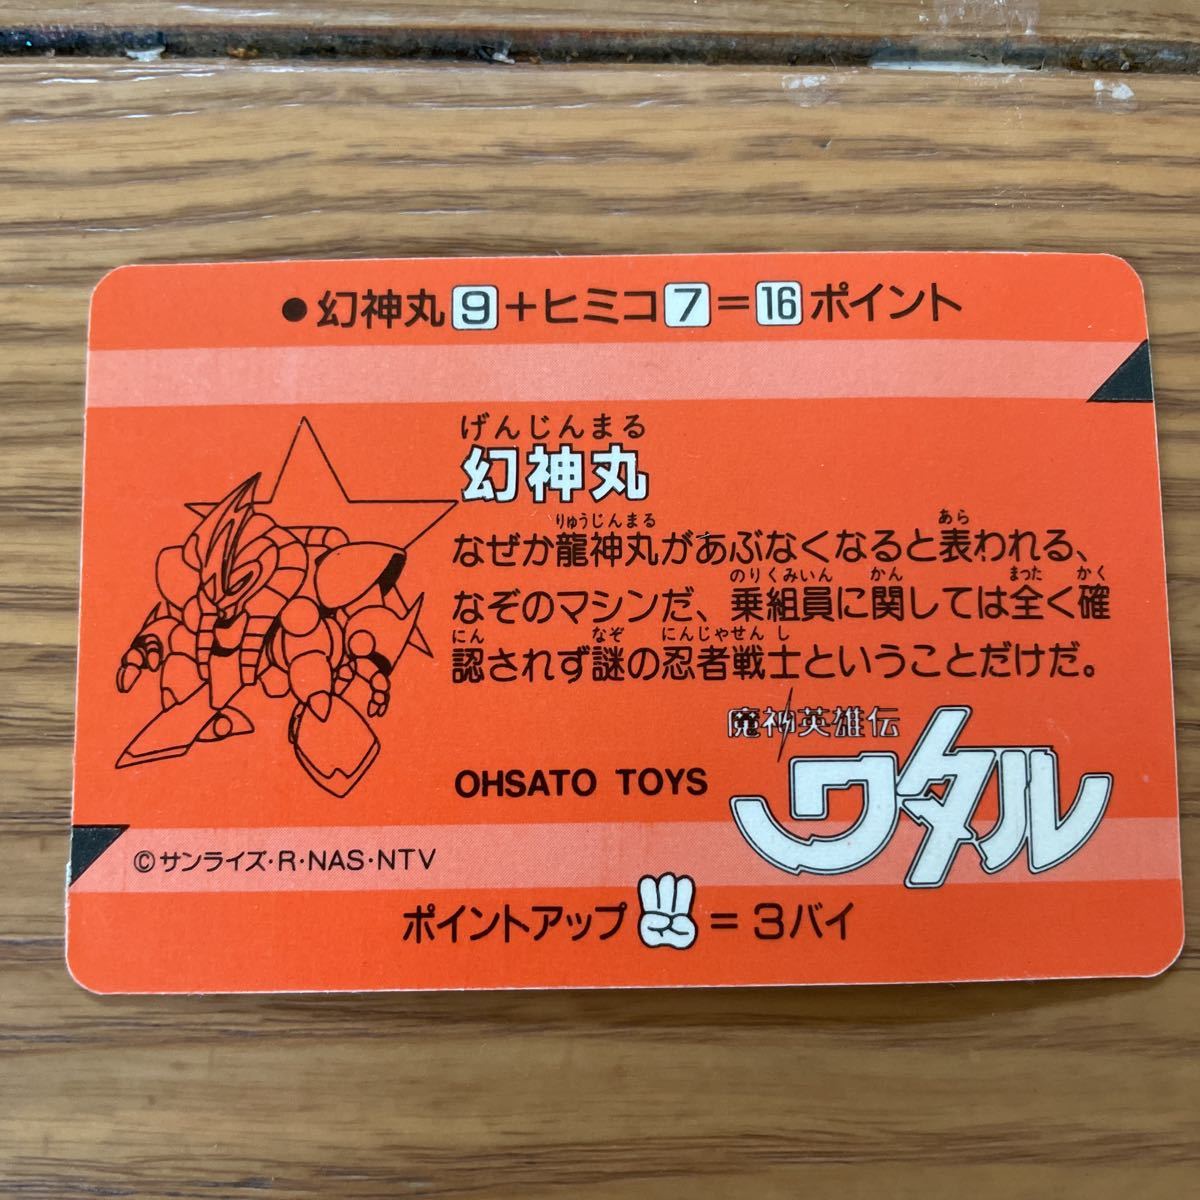 ●幻神丸9+ヒミコ7=16ポイント
げんじんまる
幻神丸
りゅうじんまる あら
なぜか龍神丸があぶなくなると表われる、
のりくみいん かん まった かく
なぞのマシンだ、乗組員に関しては全く確
にん なぞ にんじゃせんし
認されず謎の忍者戦士ということだけだ。
魔神英雄伝
ワタル
OHSATO TOYS
©サンライズ・R・NAS・NTV
ポイントアップ=3バイ